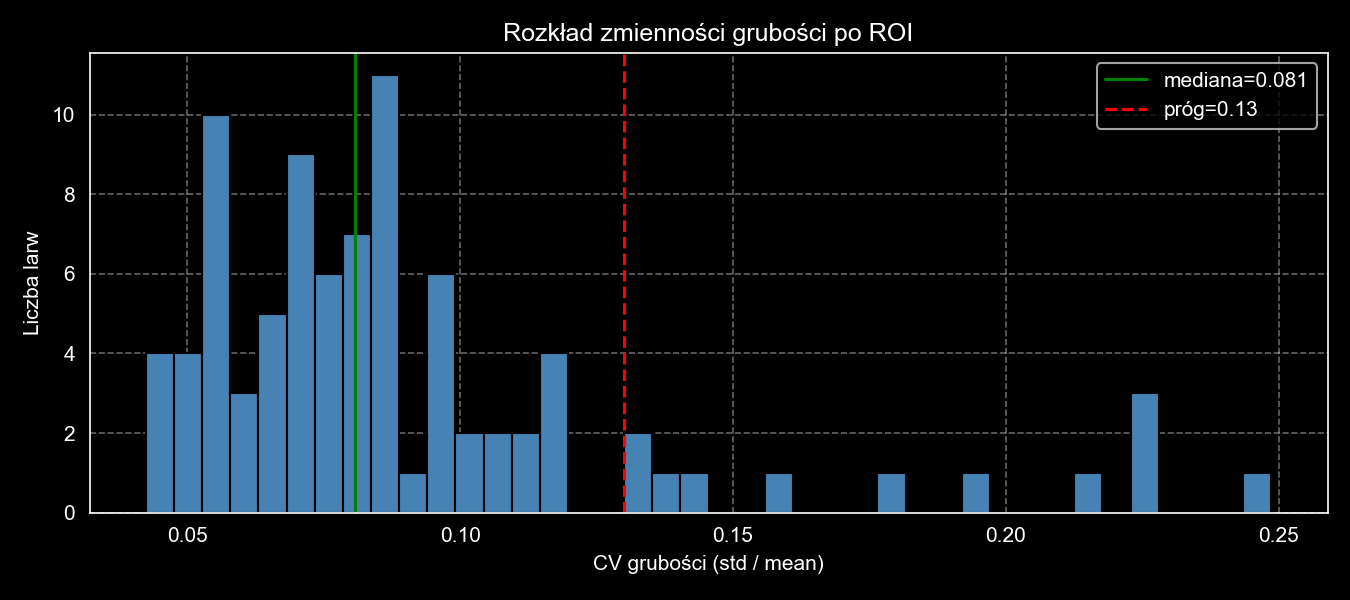 Rozkład zmienności grubości po ROI
mediana=0.081
próg=0.13
Liczba larw
10
8
6
4
2
0
0.05 0.10 0.15 0.20 0.25
CV grubości (std / mean)